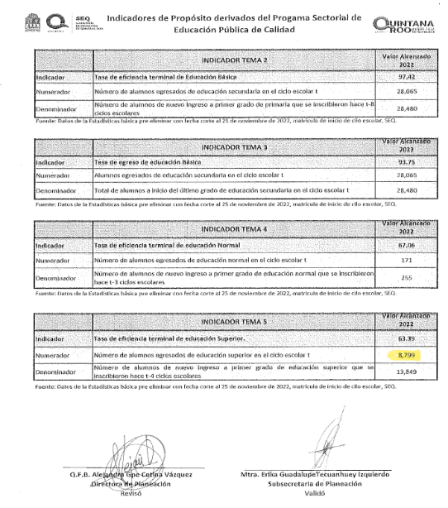 SEQ
Indicadores de Propósito derivados del Progama Sectorial de
Educación Pública de Calidad
QUINTANA
ROO
INDICADOR TEMA 2
Valor Alcanzado
2022
Indicador
Tasa de eficiencia terminal de Educación Básica
97.42
Numerador
Número de alumnos egresados de educación secundaria en el ciclo escolar t
28,065
Denominador
Número de alumnos de nuevo ingreso a primer grado de primaria que se inscribieron hace t-8
ciclos escolares
28,480
Fuente: Datos de la Estadísticas básica pre eliminar con fecha corte al 25 de noviembre de 2022, matrícula de inicio de cilo escolar, SEQ.
INDICADOR TEMA 3
Valor Alcanzado
2022
Indicador
Tasa de egreso de educación Básica
93.75
Numerador
Alumnos egresados de educación secundaria en el ciclo escolar t
28,065
Denominador
Total de alumnos a inicio del último grado de educación secundaria en el ciclo escolar t
28,480
Fuente: Datos de la Estadísticas básica pre eliminar con fecha corte al 25 de noviembre de 2022, matrícula de inicio de cilo escolar, SEQ.
INDICADOR TEMA 4
Valor Alcanzado
2022
Indicador
Tasa de eficiencia terminal de educación Normal
67.06
Numerador
Número de alumnos egresados de educación normal en el ciclo escolar t
171
Denominador
Número de alumnos de nuevo ingreso a primer grado de educación normal que se inscribieron
hace t-3 ciclos escolares
255
Fuente: Datos de la Estadísticas básica pre eliminar con fecha corte al 25 de noviembre de 2022, matrícula de inicio de cilo escolar, SEQ.
INDICADOR TEMA 5
Valor Alcanzado
2022
Indicador
Tasa de eficiencia terminal de educación Superior.
63.39
Numerador
Número de alumnos egresados de educación superior en el ciclo escolar t
8,799
Denominador
Número de alumnos de nuevo ingreso a primer grado de educación superior que se
inscribieron hace t-4 ciclos escolares
Fuente: Datos de la Estadísticas básica pre eliminar con fecha corte al 25 de noviembre de 2022, matrícula de inicio de cilo escolar, SEQ.
G.F.B. Alejandra Vázquez
Directora de Planeación
Revisó
Mtra. Erika GuadalupeTecuanhuey Izquierdo
Subsecretaria de Planeación
Validó